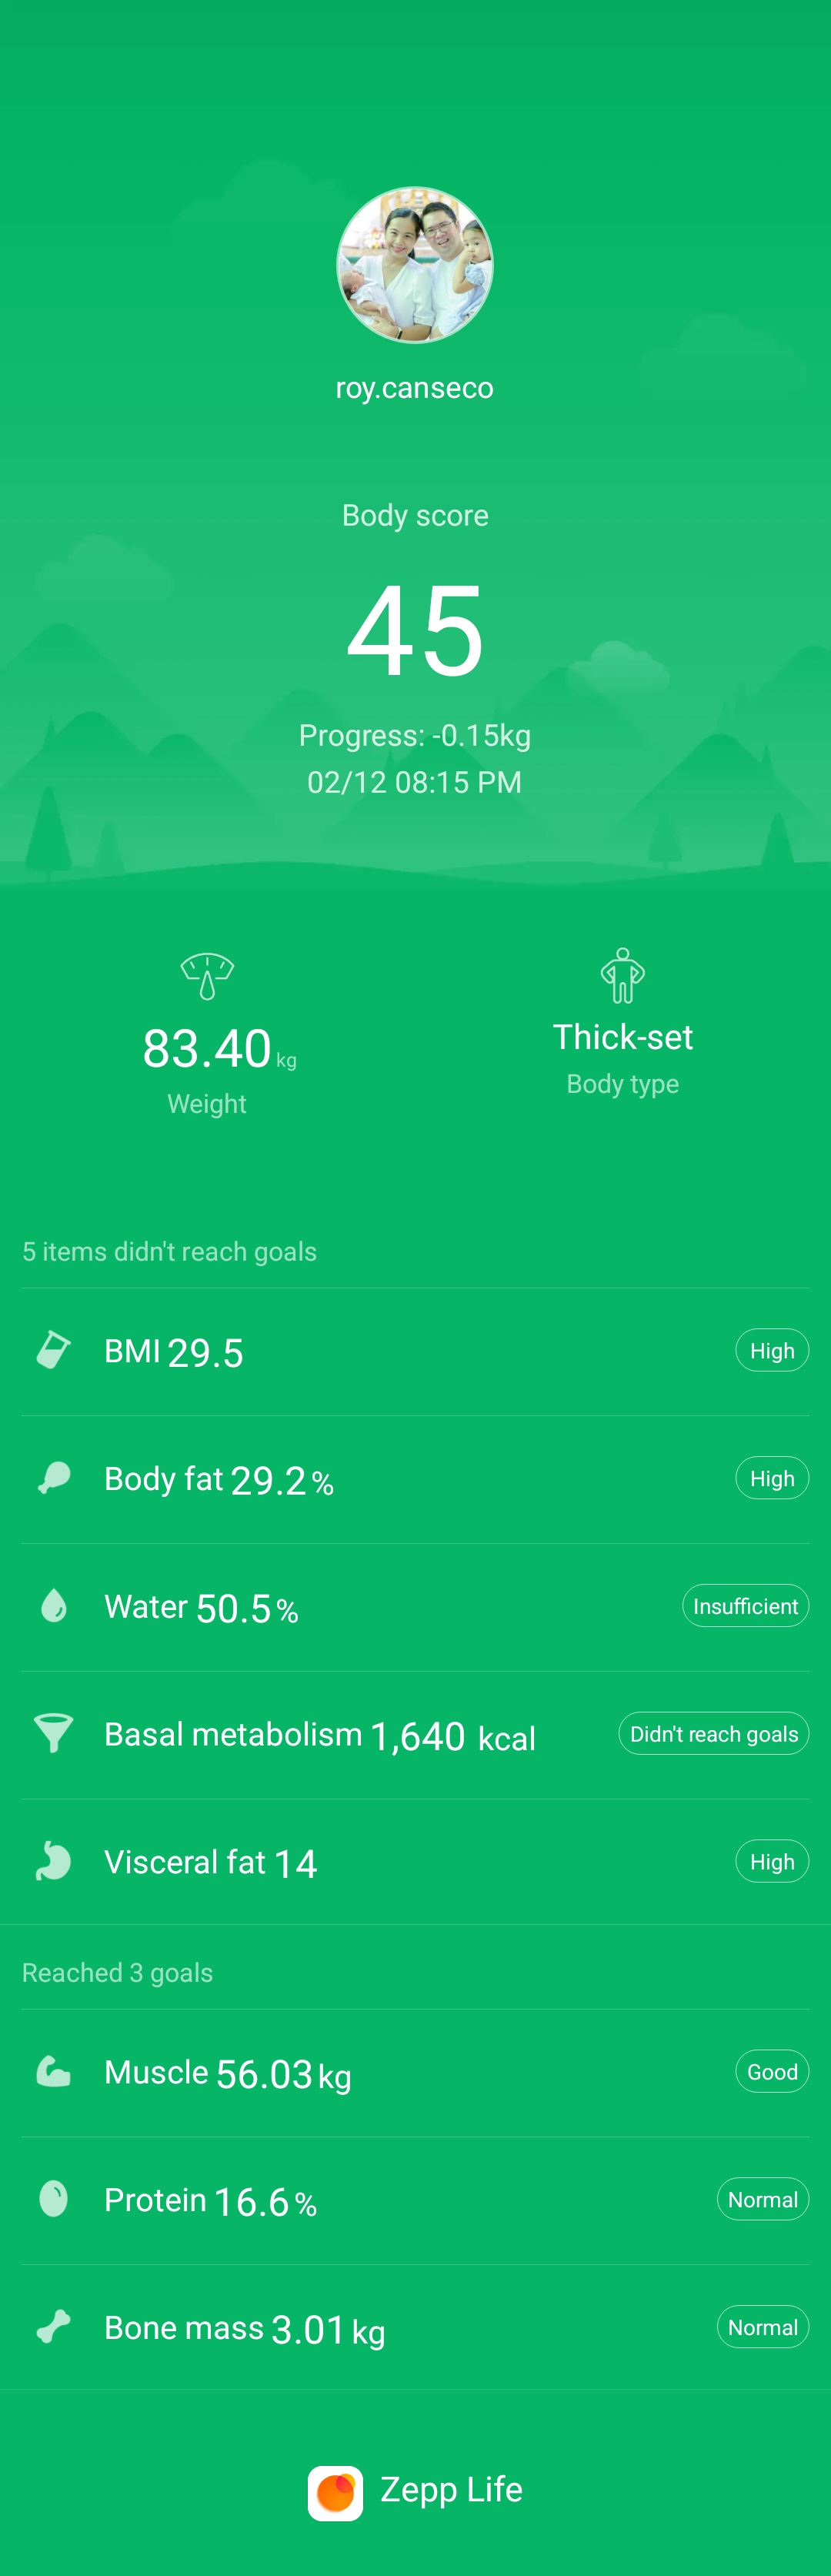 roy.canseco
Body score
45
Progress: -0.15kg
02/12 08:15 PM
83.40 kg
Weight
Thick-set
Body type
5 items didn't reach goals
BMI 29.5 High
Body fat 29.2 % High
Water 50.5 % Insufficient
Basal metabolism 1,640 kcal Didn't reach goals
Visceral fat 14 High
Reached 3 goals
Muscle 56.03 kg Good
Protein 16.6 % Normal
Bone mass 3.01 kg Normal
Zepp Life